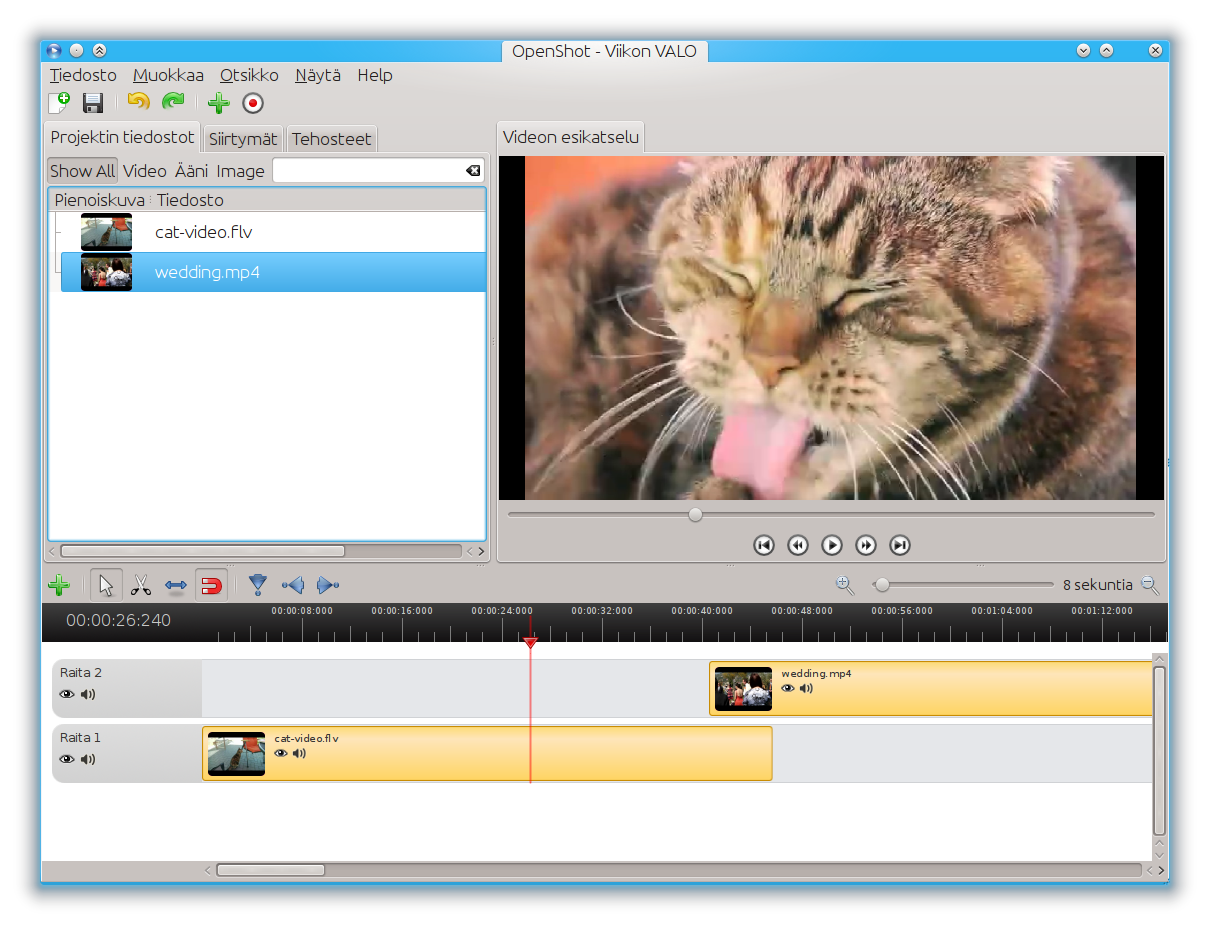 OpenShot - Viikon VALO
Tiedosto Muokkaa Otsikko Näytä Help
Projektin tiedostot Siirtymät Tehosteet
Show All Video Ääni Image
Pienoiskuva Tiedosto
cat-video.flv
wedding.mp4
Videon esikatselu
8 sekuntia
00:00:26:240
00:00:08:000 00:00:16:000 00:00:24:000 00:00:32:000 00:00:40:000 00:00:48:000 00:00:56:000 00:01:04:000 00:01:12:000
Raita 2
wedding.mp4
Raita 1
cat-video.flv